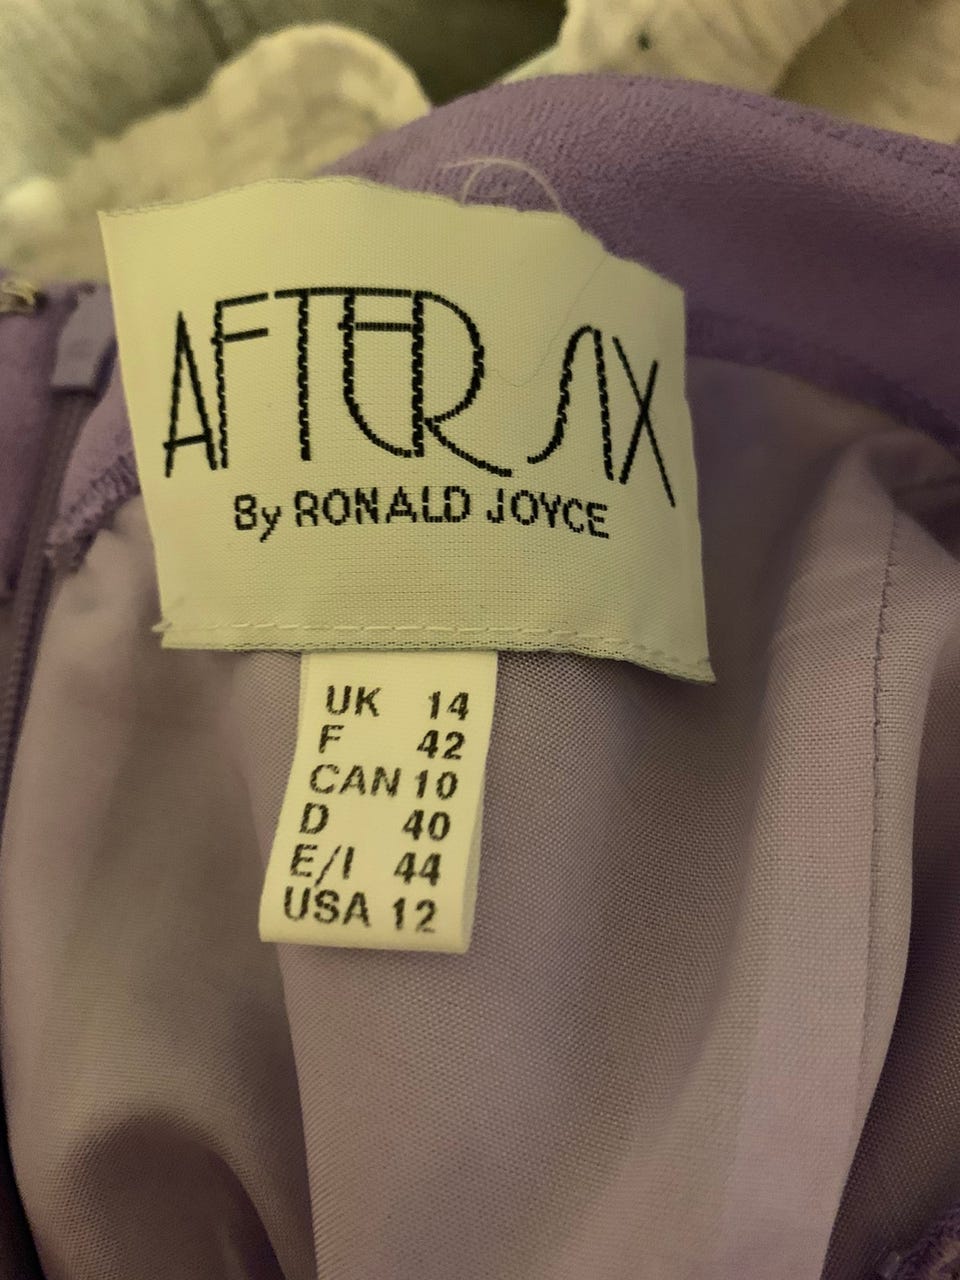 AFTER SIX
By RONALD JOYCE
UK 14
F 42
CAN 10
D 40
E/I 44
USA 12